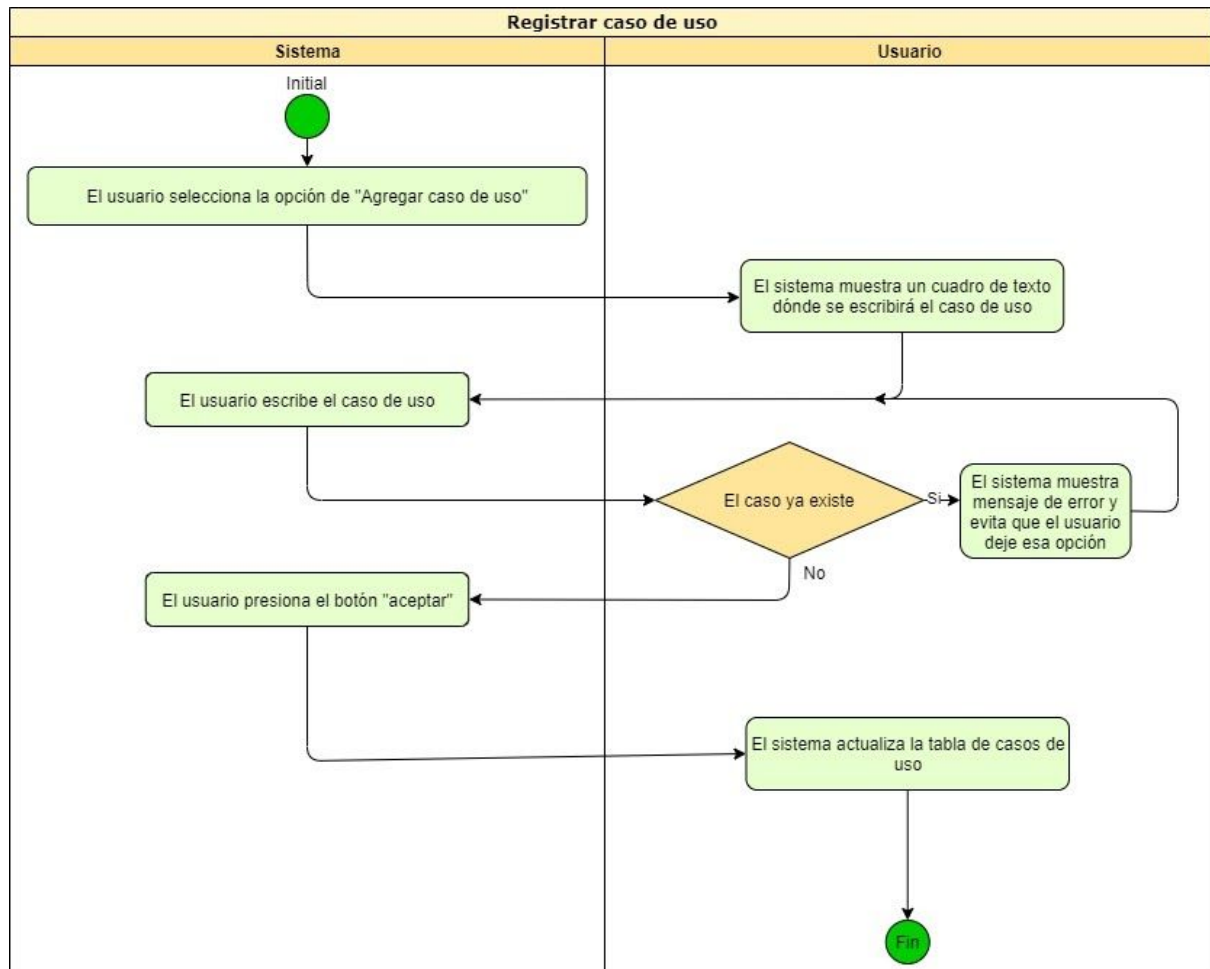 Registrar caso de uso
Sistema
Usuario
Initial
El usuario selecciona la opción de "Agregar caso de uso"
El sistema muestra un cuadro de texto
dónde se escribirá el caso de uso
El usuario escribe el caso de uso
El caso ya existe
Si
El sistema muestra
mensaje de error y
evita que el usuario
deje esa opción
No
El usuario presiona el botón "aceptar"
El sistema actualiza la tabla de casos de
uso
Fin